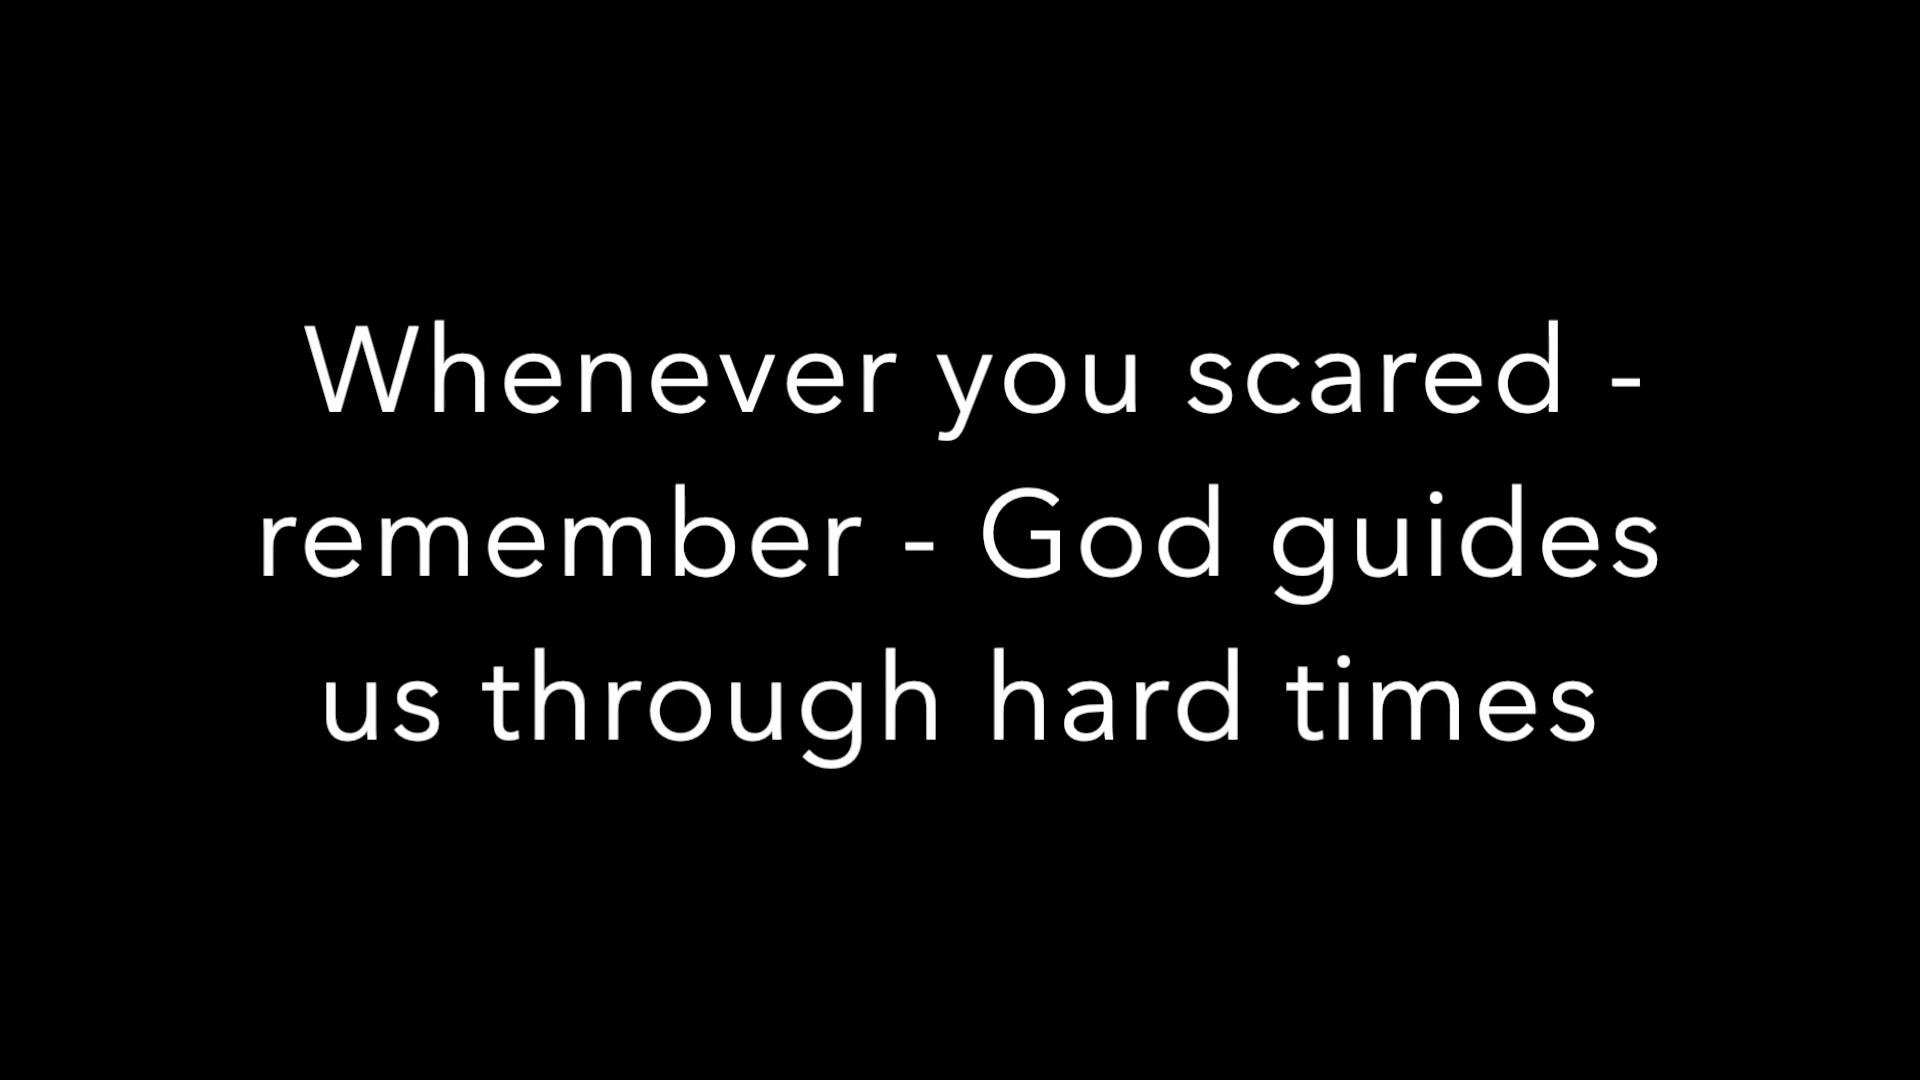 Whenever you scared -
remember - God guides
us through hard times